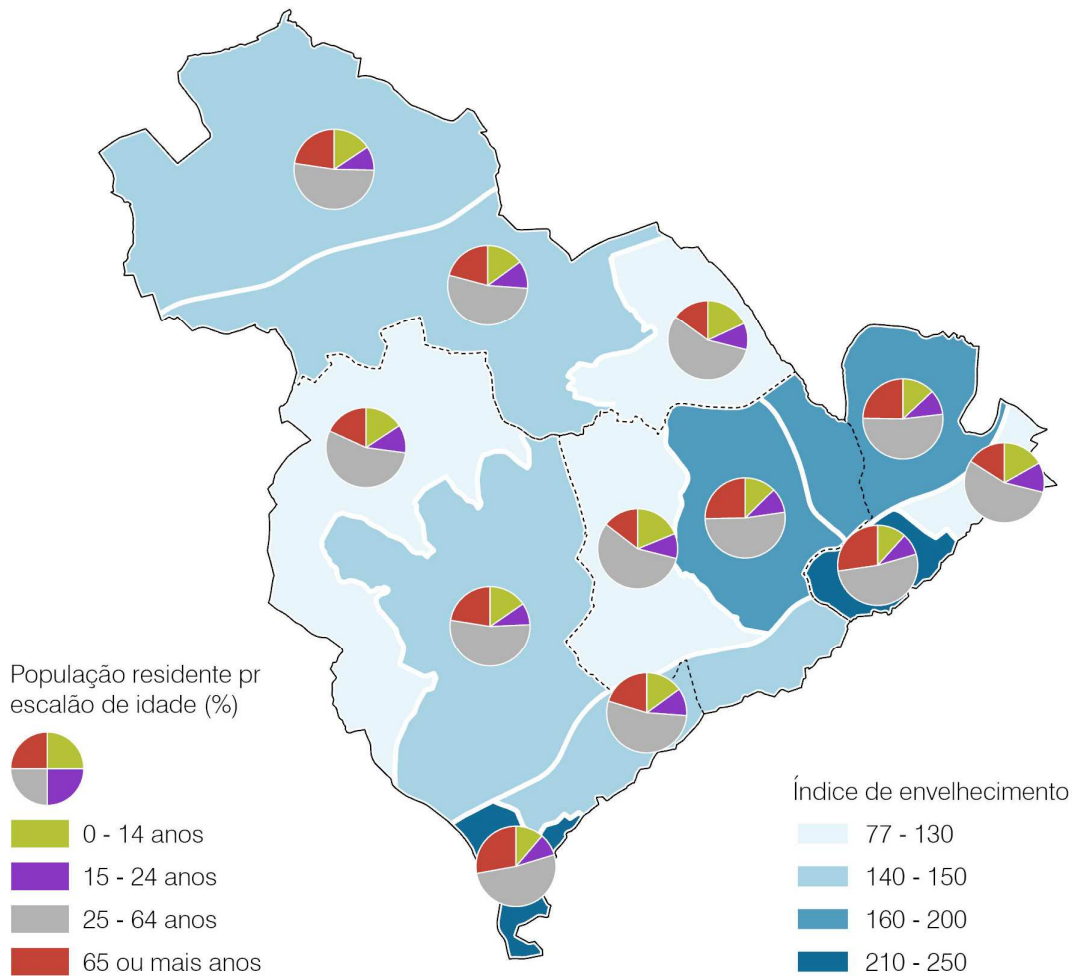 População residente pr
escalão de idade (%)
0 - 14 anos
15 - 24 anos
25 - 64 anos
65 ou mais anos
Índice de envelhecimento
77 - 130
140 - 150
160 - 200
210 - 250